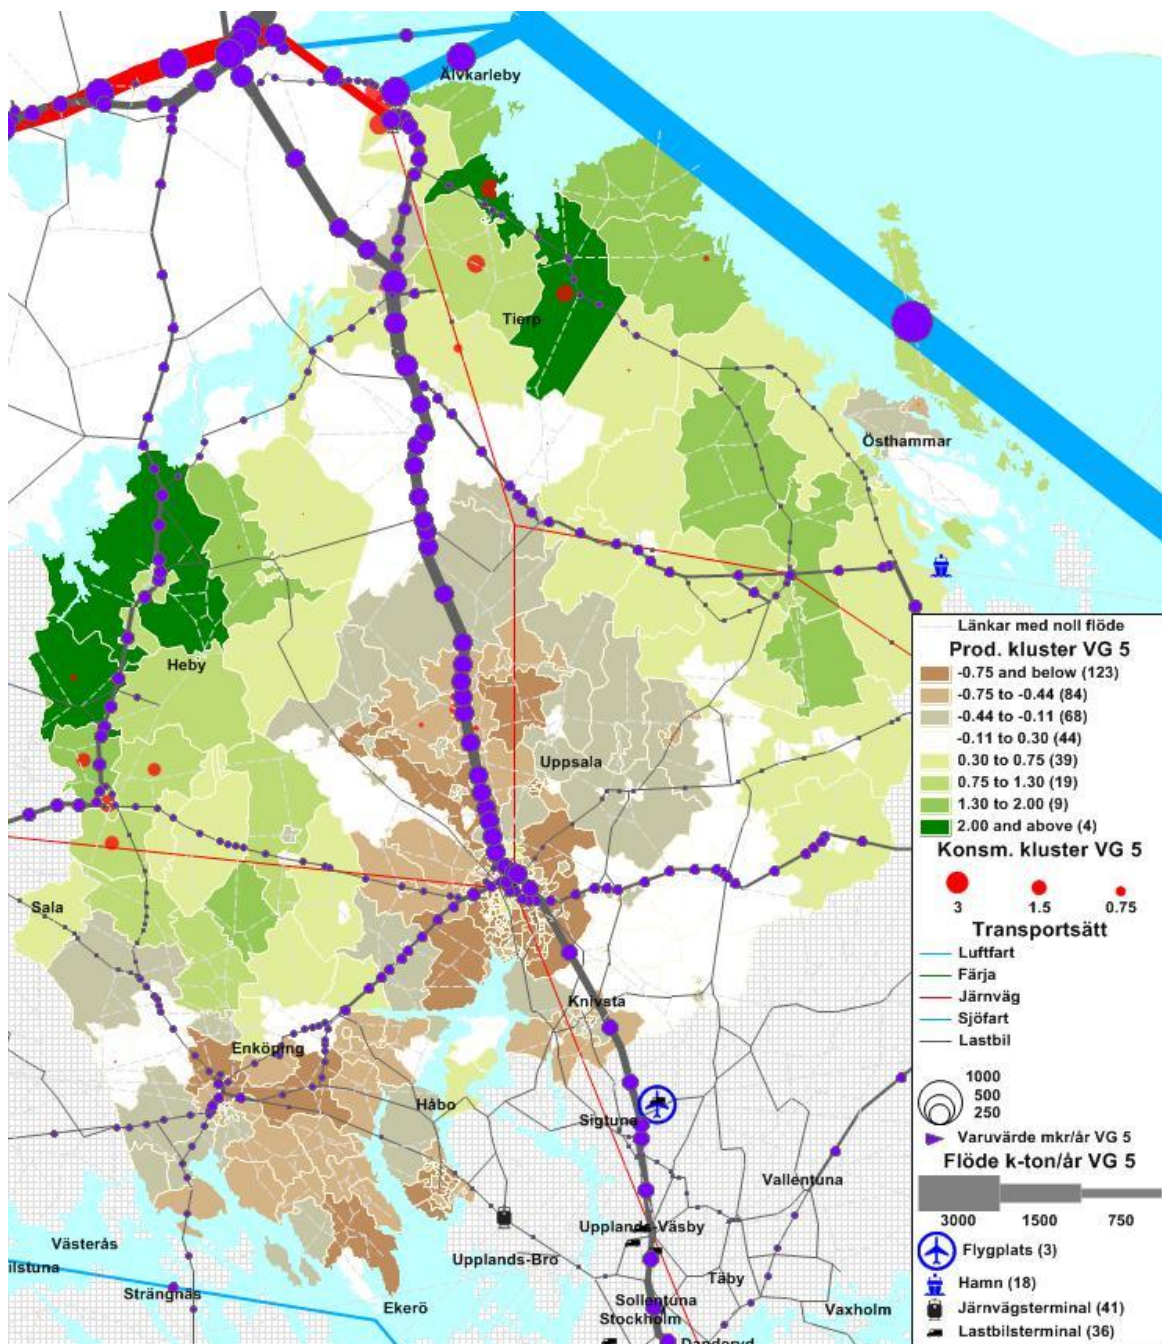 Älvkarleby
Tierp
Östhammar
Heby
Uppsala
Sala
Knivsta
Enköping
Håbo
Sigtuna
Vallentuna
Upplands-Väsby
Västerås
Upplands-Bro
ilstuna
Täby
Strängnäs
Sollentuna
Ekerö
Stockholm
Vaxholm
Danderyd
Länkar med noll flöde
Prod. kluster VG 5
-0.75 and below (123)
-0.75 to -0.44 (84)
-0.44 to -0.11 (68)
-0.11 to 0.30 (44)
0.30 to 0.75 (39)
0.75 to 1.30 (19)
1.30 to 2.00 (9)
2.00 and above (4)
Konsm. kluster VG 5
3 1.5 0.75
Transportsätt
Luftfart
Färja
Järnväg
Sjöfart
Lastbil
1000
500
250
Varuvärde mkr/år VG 5
Flöde k-ton/år VG 5
3000 1500 750
Flygplats (3)
Hamn (18)
Järnvägsterminal (41)
Lastbilsterminal (36)